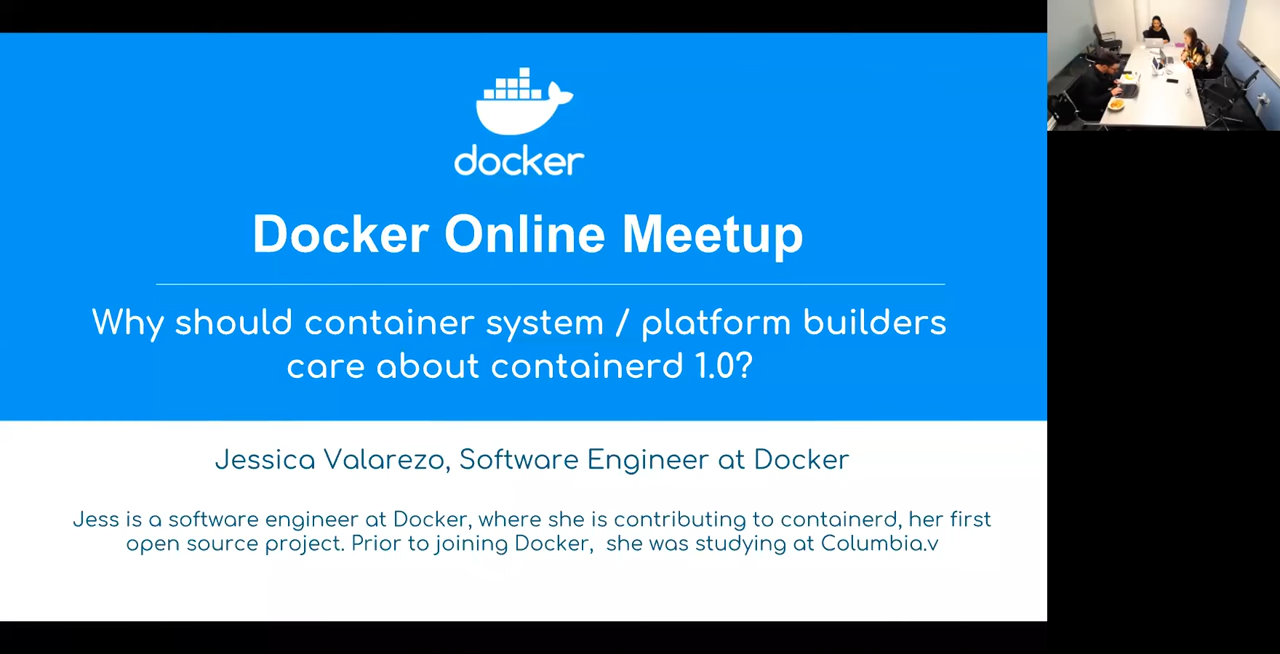 docker
Docker Online Meetup
Why should container system / platform builders
care about containerd 1.0?
Jessica Valarezo, Software Engineer at Docker
Jess is a software engineer at Docker, where she is contributing to containerd, her first
open source project. Prior to joining Docker, she was studying at Columbia.v